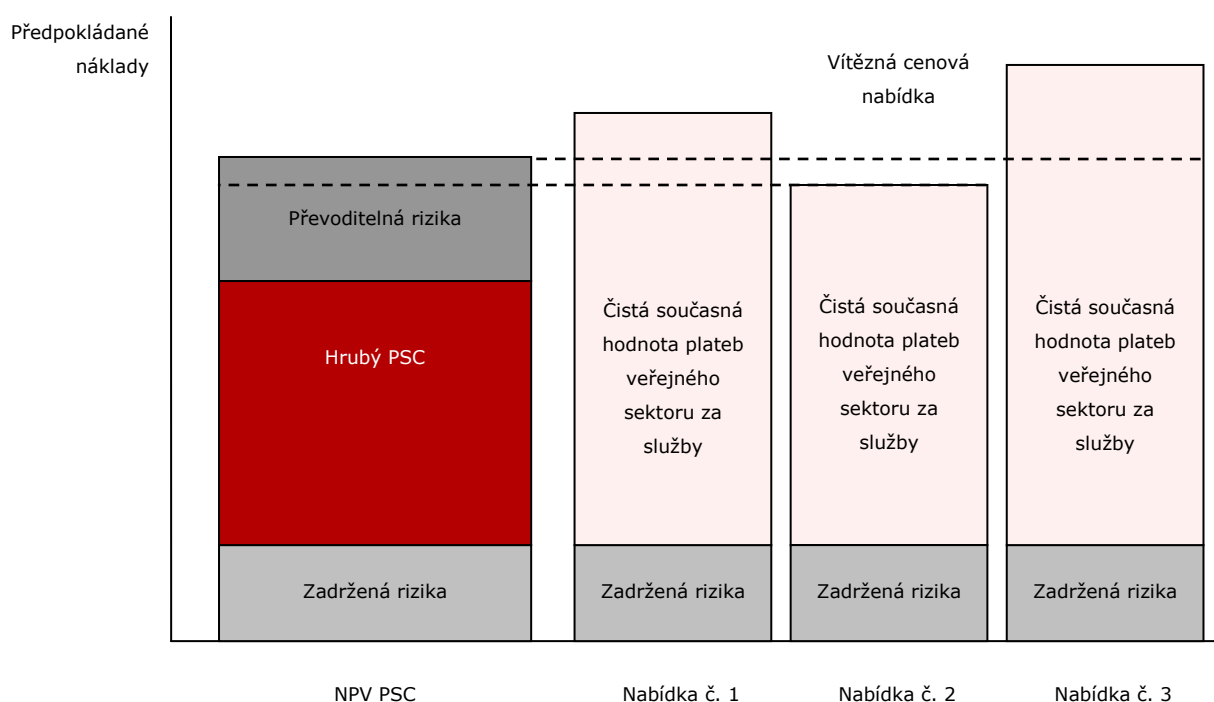 Předpokládané
náklady
Vítězná cenová
nabídka
Převoditelná rizika
Hrubý PSC
Zadržená rizika
Čistá současná
hodnota plateb
veřejného
sektoru za
služby
Zadržená rizika
Čistá současná
hodnota plateb
veřejného
sektoru za
služby
Zadržená rizika
Čistá současná
hodnota plateb
veřejného
sektoru za
služby
Zadržená rizika
NPV PSC
Nabídka č. 1
Nabídka č. 2
Nabídka č. 3